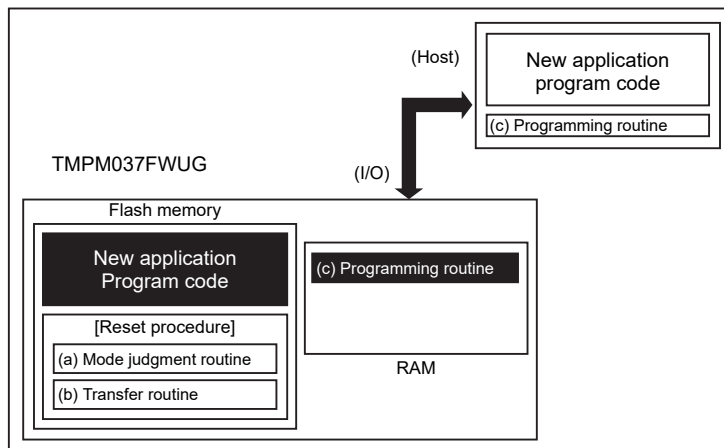 (Host)
New application
program code
(c) Programming routine
TMPM037FWUG
(I/O)
Flash memory
New application
Program code
(c) Programming routine
[Reset procedure]
(a) Mode judgment routine
(b) Transfer routine
RAM